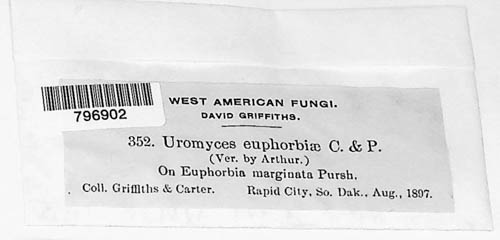 796902
WEST AMERICAN FUNGI.
DAVID GRIFFITHS.
352. Uromyces euphorbiæ C. & P.
(Ver. by Arthur.)
On Euphorbia marginata Pursh.
Coll. Griffiths & Carter. Rapid City, So. Dak., Aug., 1897.